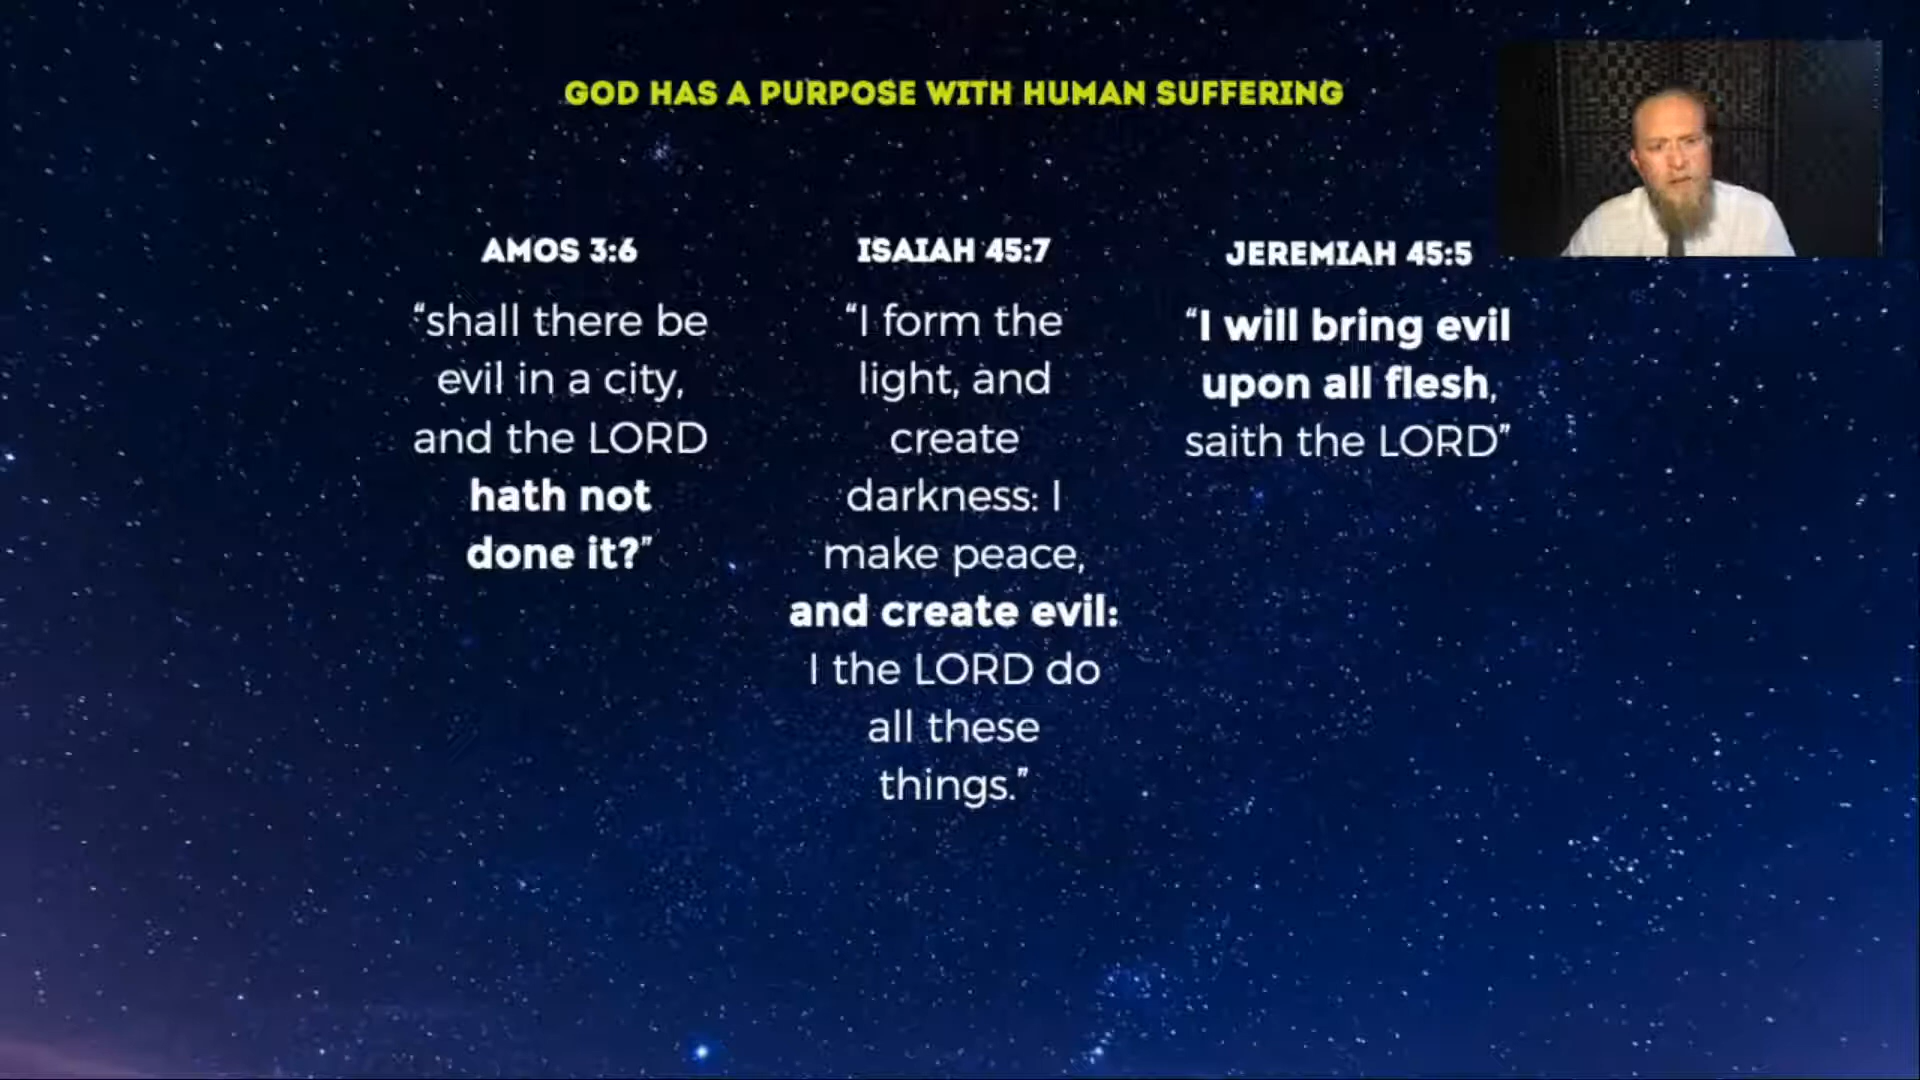 GOD HAS A PURPOSE WITH HUMAN SUFFERING
AMOS 3:6
“shall there be
evil in a city,
and the LORD
hath not
done it?”
ISAIAH 45:7
“I form the
light, and
create
darkness: I
make peace,
and create evil:
I the LORD do
all these
things.”
JEREMIAH 45:5
“I will bring evil
upon all flesh,
saith the LORD”